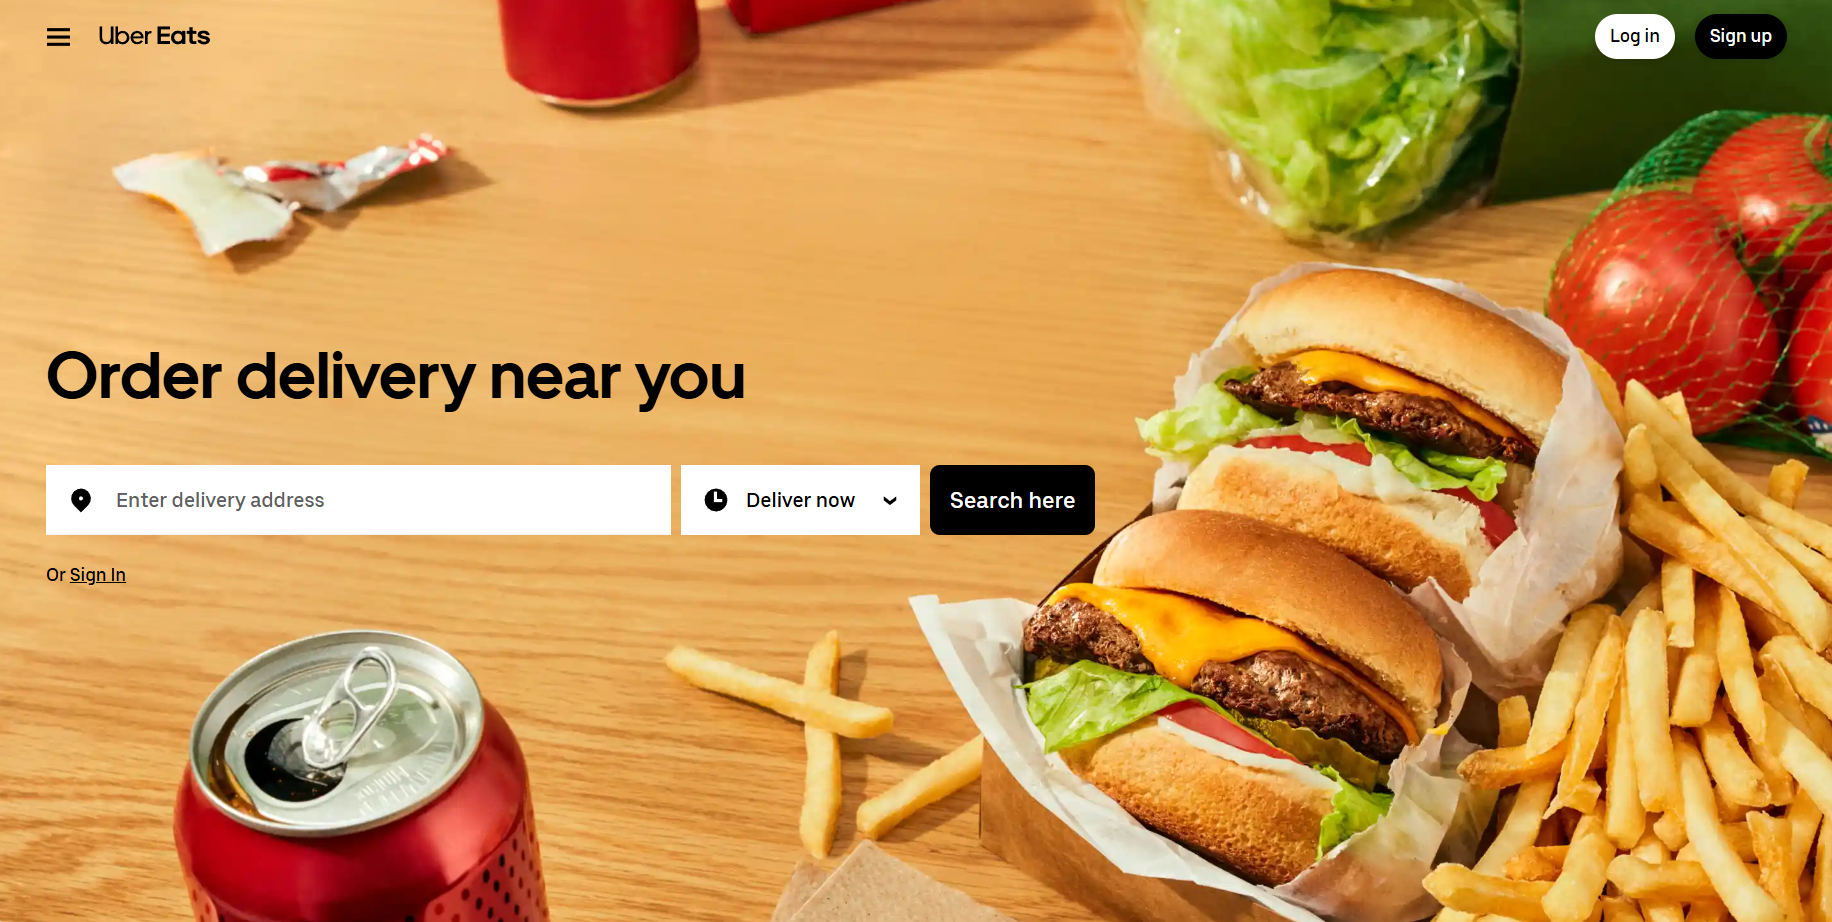 Uber Eats
Log in
Sign up
Order delivery near you
Enter delivery address
Deliver now
Search here
Or Sign In